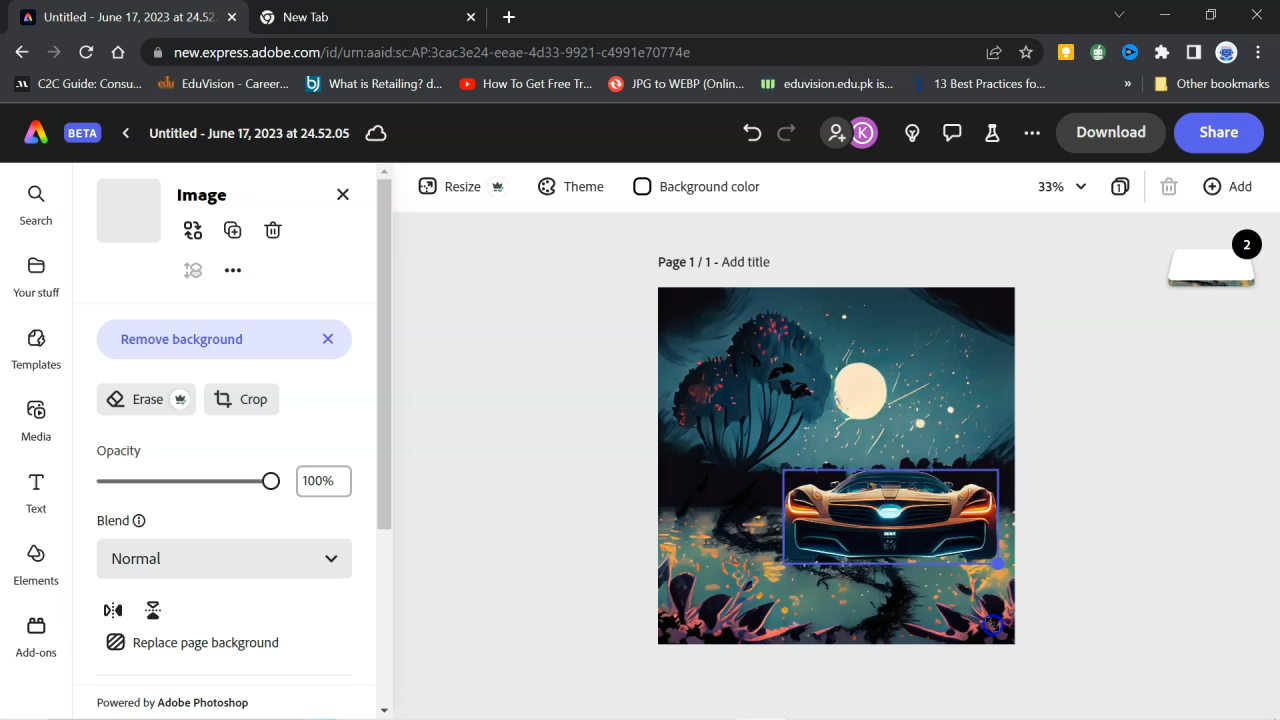 Untitled - June 17, 2023 at 24.52.
New Tab
new.express.adobe.com/id/urn:aaid:sc:AP:3cac3e24-eeae-4d33-9921-c4991e70774e
C2C Guide: Consu...
EduVision - Career...
What is Retailing? d...
How To Get Free Tr...
JPG to WEBP (Onlin...
eduvision.edu.pk is...
13 Best Practices fo...
»
Other bookmarks
BETA
Untitled - June 17, 2023 at 24.52.05
K
Download
Share
Search
Your stuff
Templates
Media
Text
Elements
Add-ons
Image
Remove background
Erase
Crop
Opacity
100%
Blend
Normal
Replace page background
Powered by Adobe Photoshop
Resize
Theme
Background color
33%
1
Add
Page 1 / 1 - Add title
2